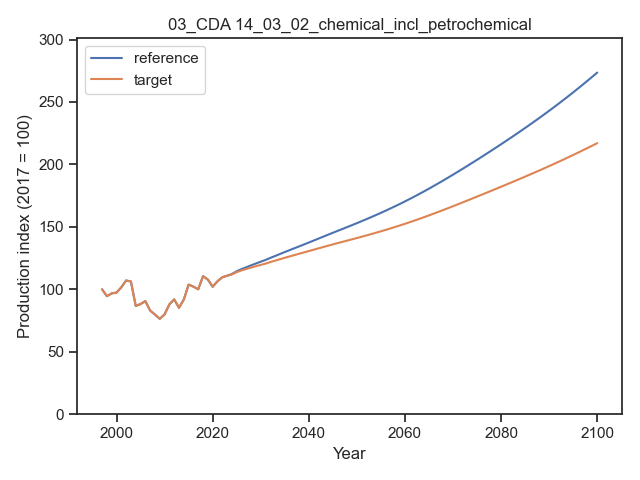 03_CDA 14_03_02_chemical_incl_petrochemical
reference
target
Production index (2017 = 100)
300
250
200
150
100
50
0
2000 2020 2040 2060 2080 2100
Year